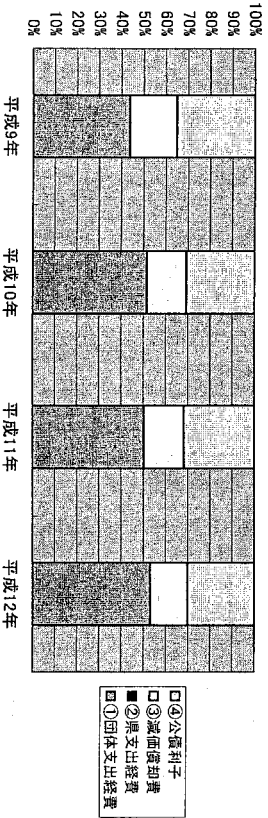 100%
90%
80%
70%
60%
50%
40%
30%
20%
10%
0%
平成9年
平成10年
平成11年
平成12年
□④公債利子
□③減価償却費
■②県支出経費
▨①団体支出経費